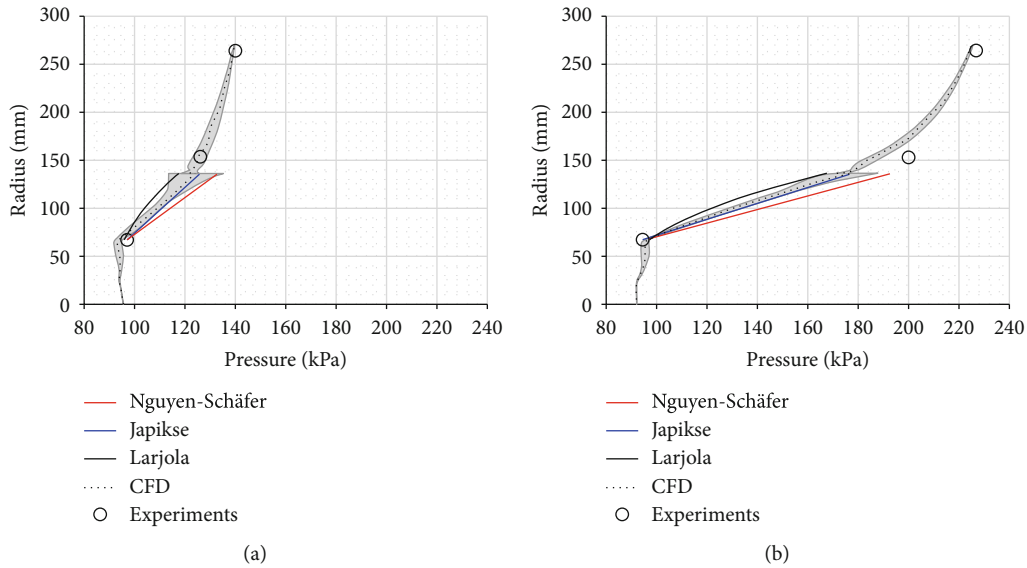 300
250
200
150
100
50
0
Radius (mm)
80 100 120 140 160 180 200 220 240
Pressure (kPa)
Nguyen-Schäfer
Japikse
Larjola
CFD
Experiments
(a)
300
250
200
150
100
50
0
Radius (mm)
80 100 120 140 160 180 200 220 240
Pressure (kPa)
Nguyen-Schäfer
Japikse
Larjola
CFD
Experiments
(b)